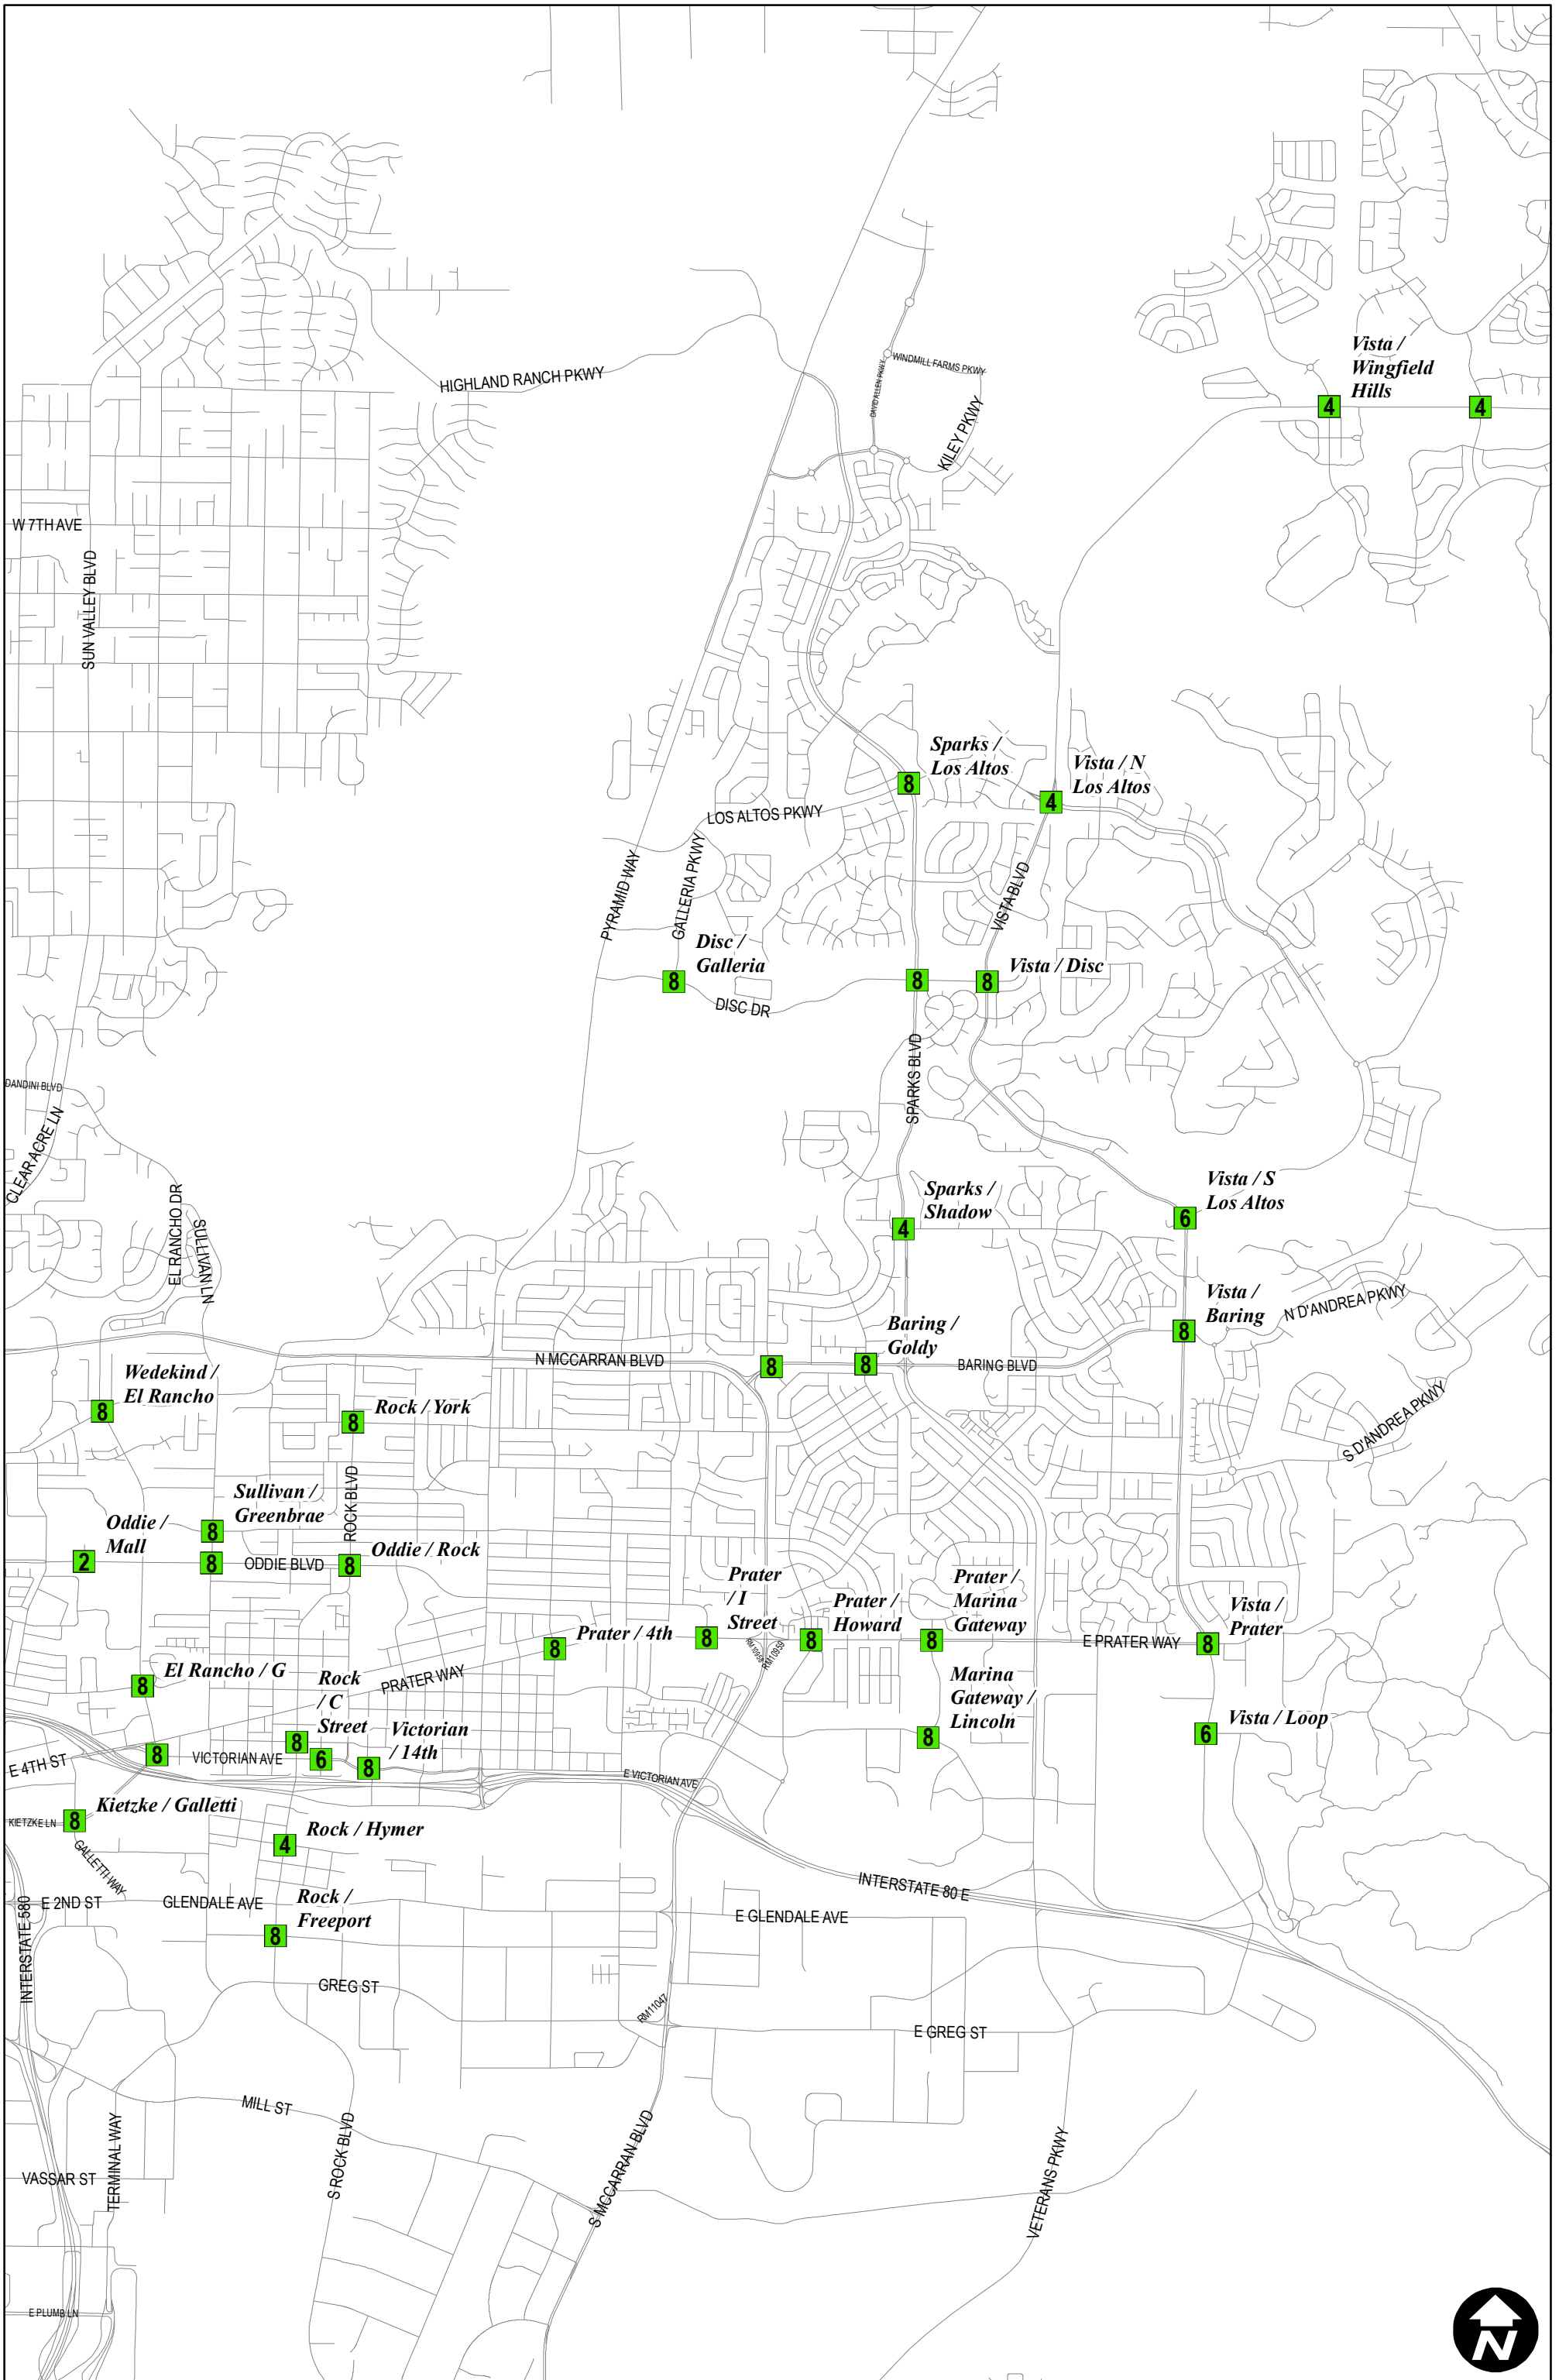 WINDMILL FARMS PKWY
DAVID ALLEN PKWY
HIGHLAND RANCH PKWY
KILEY PKWY
Vista /
Wingfield
Hills
4
4
W 7TH AVE
SUN VALLEY BLVD
Sparks /
Los Altos
8
Vista / N
Los Altos
4
LOS ALTOS PKWY
PYRAMID WAY
GALLERIA PKWY
VISTA BLVD
Disc /
Galleria
8
8
8
Vista / Disc
DISC DR
SPARKS BLVD
DANDINI BLVD
CLEAR ACRE LN
EL RANCHO DR
SULLIVAN LN
Sparks /
Shadow
4
Vista / S
Los Altos
6
Vista /
Baring
8
N D'ANDREA PKWY
Baring /
Goldy
8
8
N MCCARRAN BLVD
BARING BLVD
Wedekind /
El Rancho
8
Rock / York
8
S D'ANDREA PKWY
ROCK BLVD
Sullivan /
Greenbrae
8
Oddie /
Mall
2
8
ODDIE BLVD
8
Oddie / Rock
Prater
/ I
Street
8
Prater /
Howard
8
Prater /
Marina
Gateway
8
Vista /
Prater
8
E PRATER WAY
Prater / 4th
8
RM10958
RM10959
El Rancho / G
8
PRATER WAY
Rock
/ C
Street
8
6
Victorian
/ 14th
8
Marina
Gateway /
Lincoln
8
Vista / Loop
6
8
VICTORIAN AVE
E 4TH ST
E VICTORIAN AVE
Kietzke / Galletti
8
KIETZKE LN
GALLETTI WAY
Rock / Hymer
4
INTERSTATE 80 E
E 2ND ST
GLENDALE AVE
Rock /
Freeport
8
E GLENDALE AVE
INTERSTATE 580
GREG ST
RM11047
E GREG ST
MILL ST
TERMINAL WAY
S ROCK BLVD
S MCCARRAN BLVD
VETERANS PKWY
VASSAR ST
E PLUMB LN
N